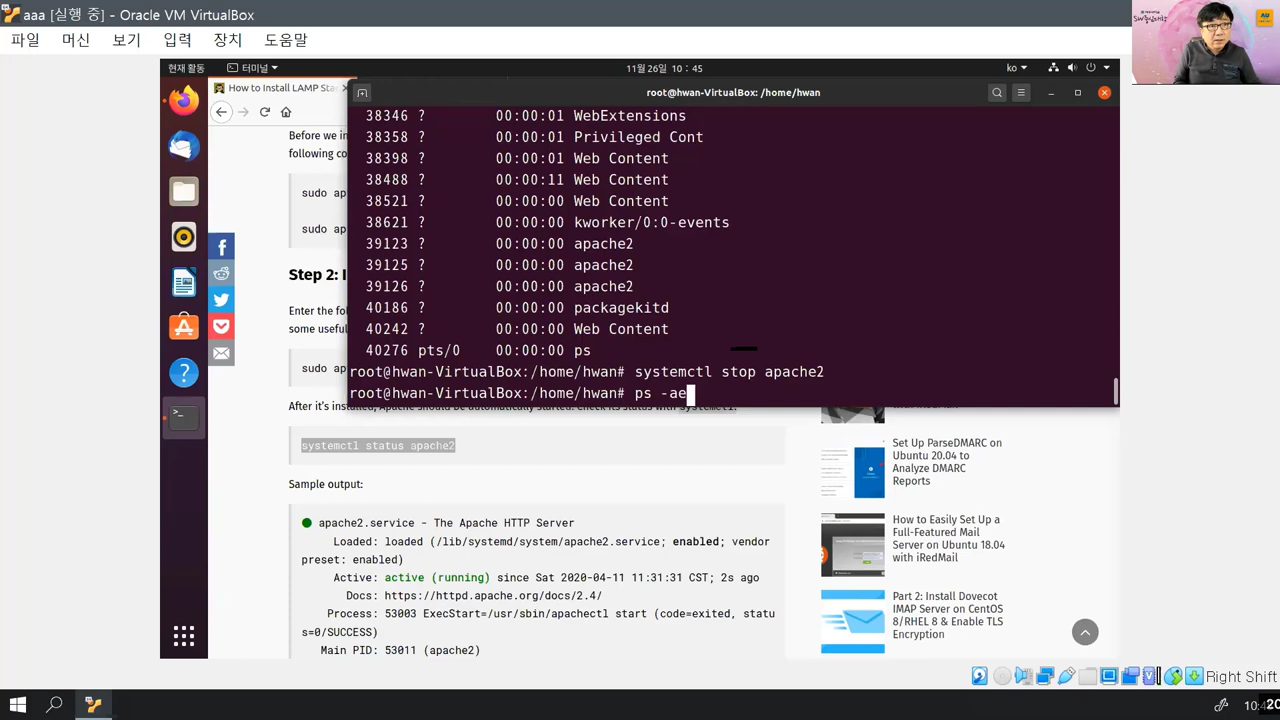 aaa [실행 중] - Oracle VM VirtualBox
파일 머신 보기 입력 장치 도움말
현재 활동 터미널 11월 26일 10 : 45 ko
How to Install LAMP Sta
root@hwan-VirtualBox: /home/hwan
38346 ? 00:00:01 WebExtensions
38358 ? 00:00:01 Privileged Cont
38398 ? 00:00:01 Web Content
38488 ? 00:00:11 Web Content
38521 ? 00:00:00 Web Content
38621 ? 00:00:00 kworker/0:0-events
39123 ? 00:00:00 apache2
39125 ? 00:00:00 apache2
39126 ? 00:00:00 apache2
40186 ? 00:00:00 packagekitd
40242 ? 00:00:00 Web Content
40276 pts/0 00:00:00 ps
root@hwan-VirtualBox:/home/hwan# systemctl stop apache2
root@hwan-VirtualBox:/home/hwan# ps -ae
Before we in
following co
sudo ap
sudo ap
Step 2: I
Enter the fo
some usefu
sudo ap
After it's installed, Apache should be automatically started. Check its status with systemctl.
systemctl status apache2
Sample output:
apache2.service - The Apache HTTP Server
Loaded: loaded (/lib/systemd/system/apache2.service; enabled; vendor
preset: enabled)
Active: active (running) since Sat 2020-04-11 11:31:31 CST; 2s ago
Docs: https://httpd.apache.org/docs/2.4/
Process: 53003 ExecStart=/usr/sbin/apachectl start (code=exited, statu
s=0/SUCCESS)
Main PID: 53011 (apache2)
Set Up ParseDMARC on
Ubuntu 20.04 to
Analyze DMARC
Reports
How to Easily Set Up a
Full-Featured Mail
Server on Ubuntu 18.04
with iRedMail
Part 2: Install Dovecot
IMAP Server on CentOS
8/RHEL 8 & Enable TLS
Encryption
Right Shift
SW중심대학
AU
20